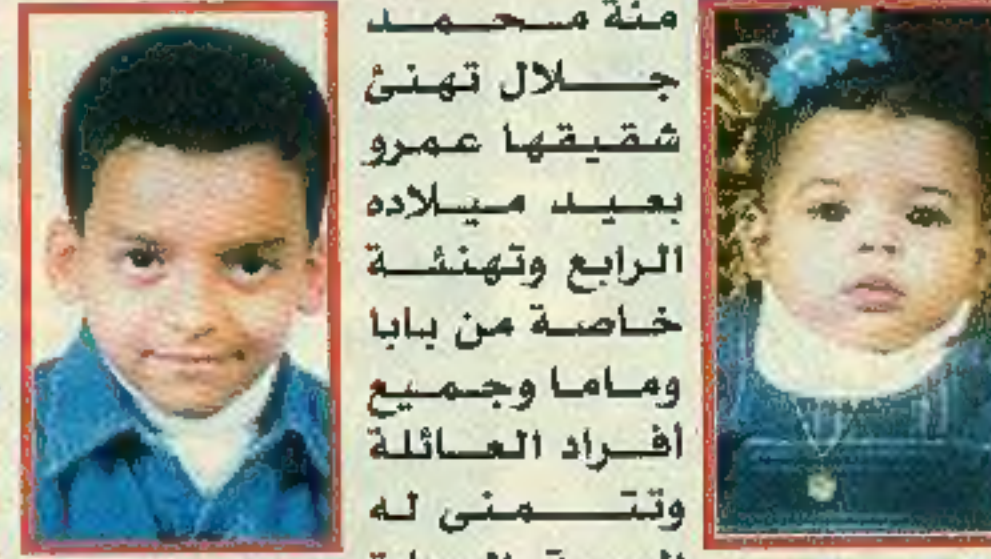 منة محمد
جلال تهنئ
شقيقها عمرو
بعيد ميلاده
الرابع وتهنئة
خاصة من بابا
وماما وجميع
أفراد العائلة
وتتمنى له